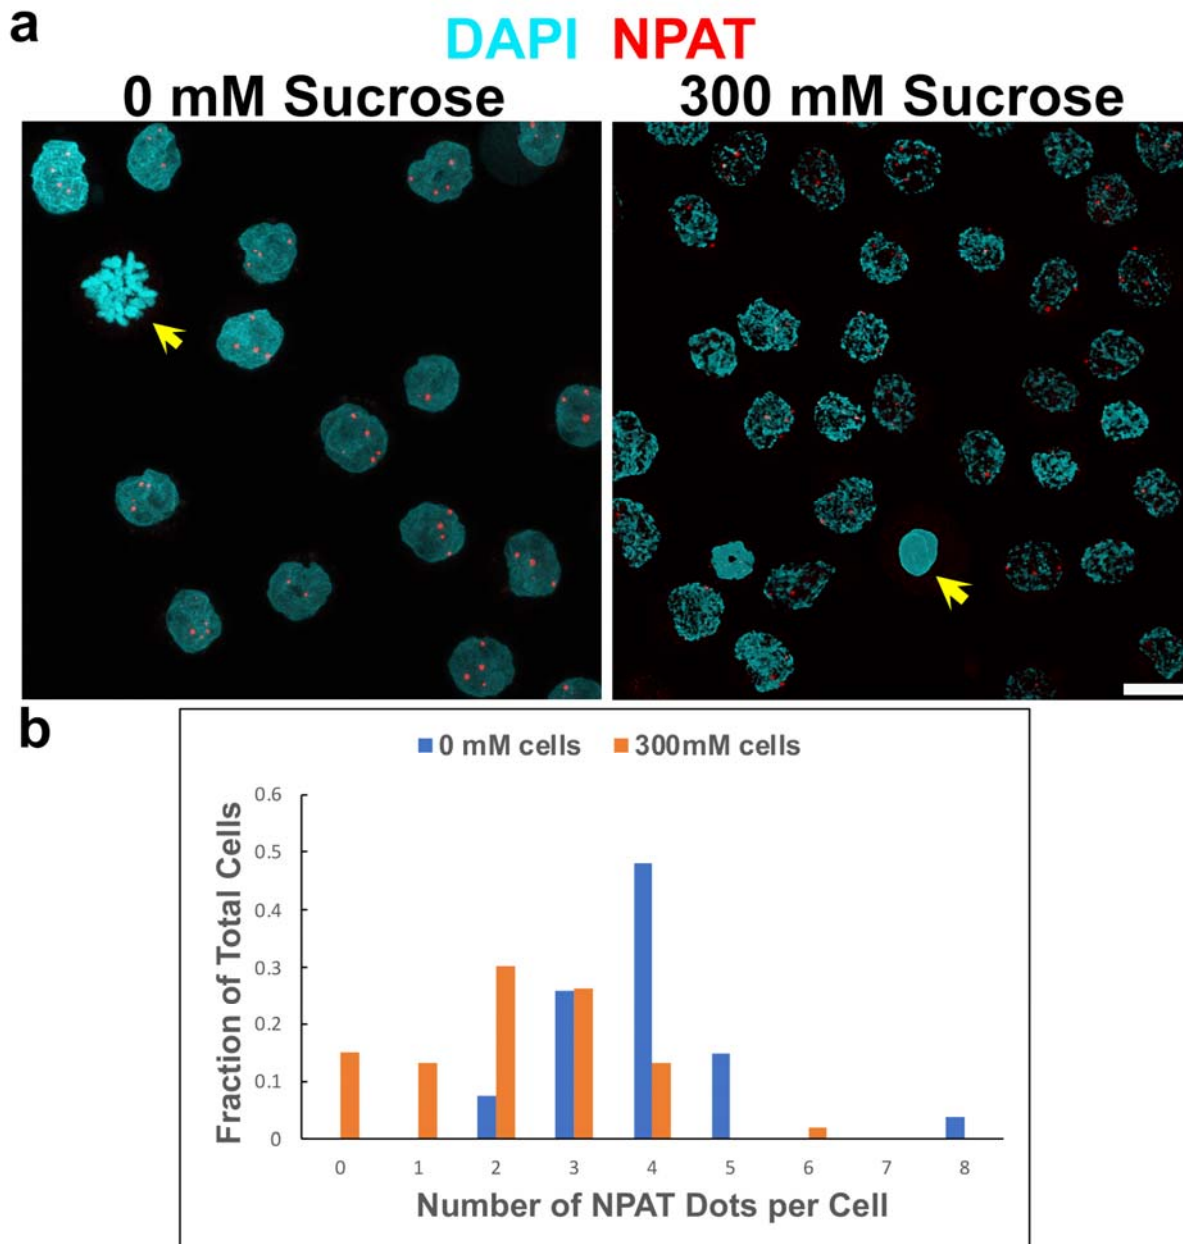 a
DAPI NPAT
0 mM Sucrose 300 mM Sucrose
b
0 mM cells 300mM cells
Fraction of Total Cells
0.6
0.5
0.4
0.3
0.2
0.1
0
0 1 2 3 4 5 6 7 8
Number of NPAT Dots per Cell